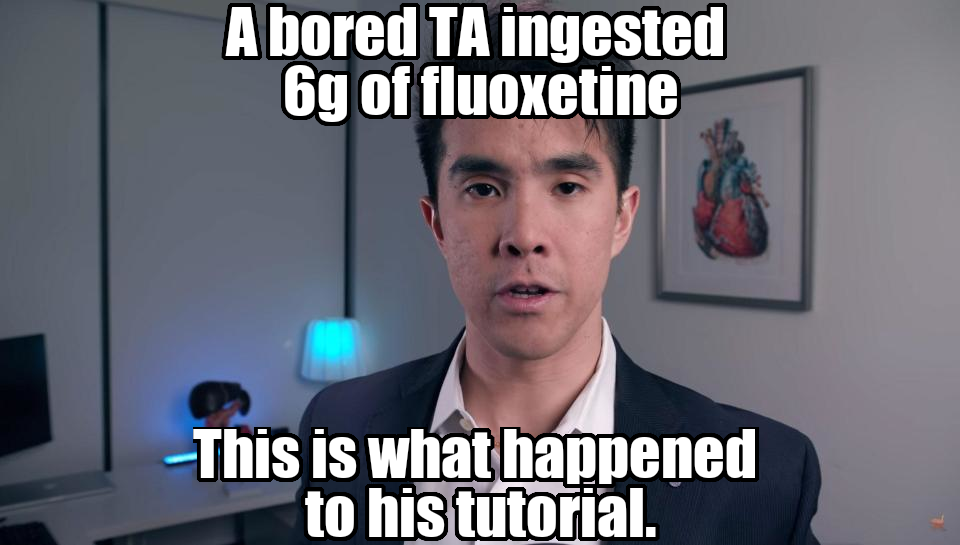 A bored TA ingested
6g of fluoxetine
This is what happened
to his tutorial.